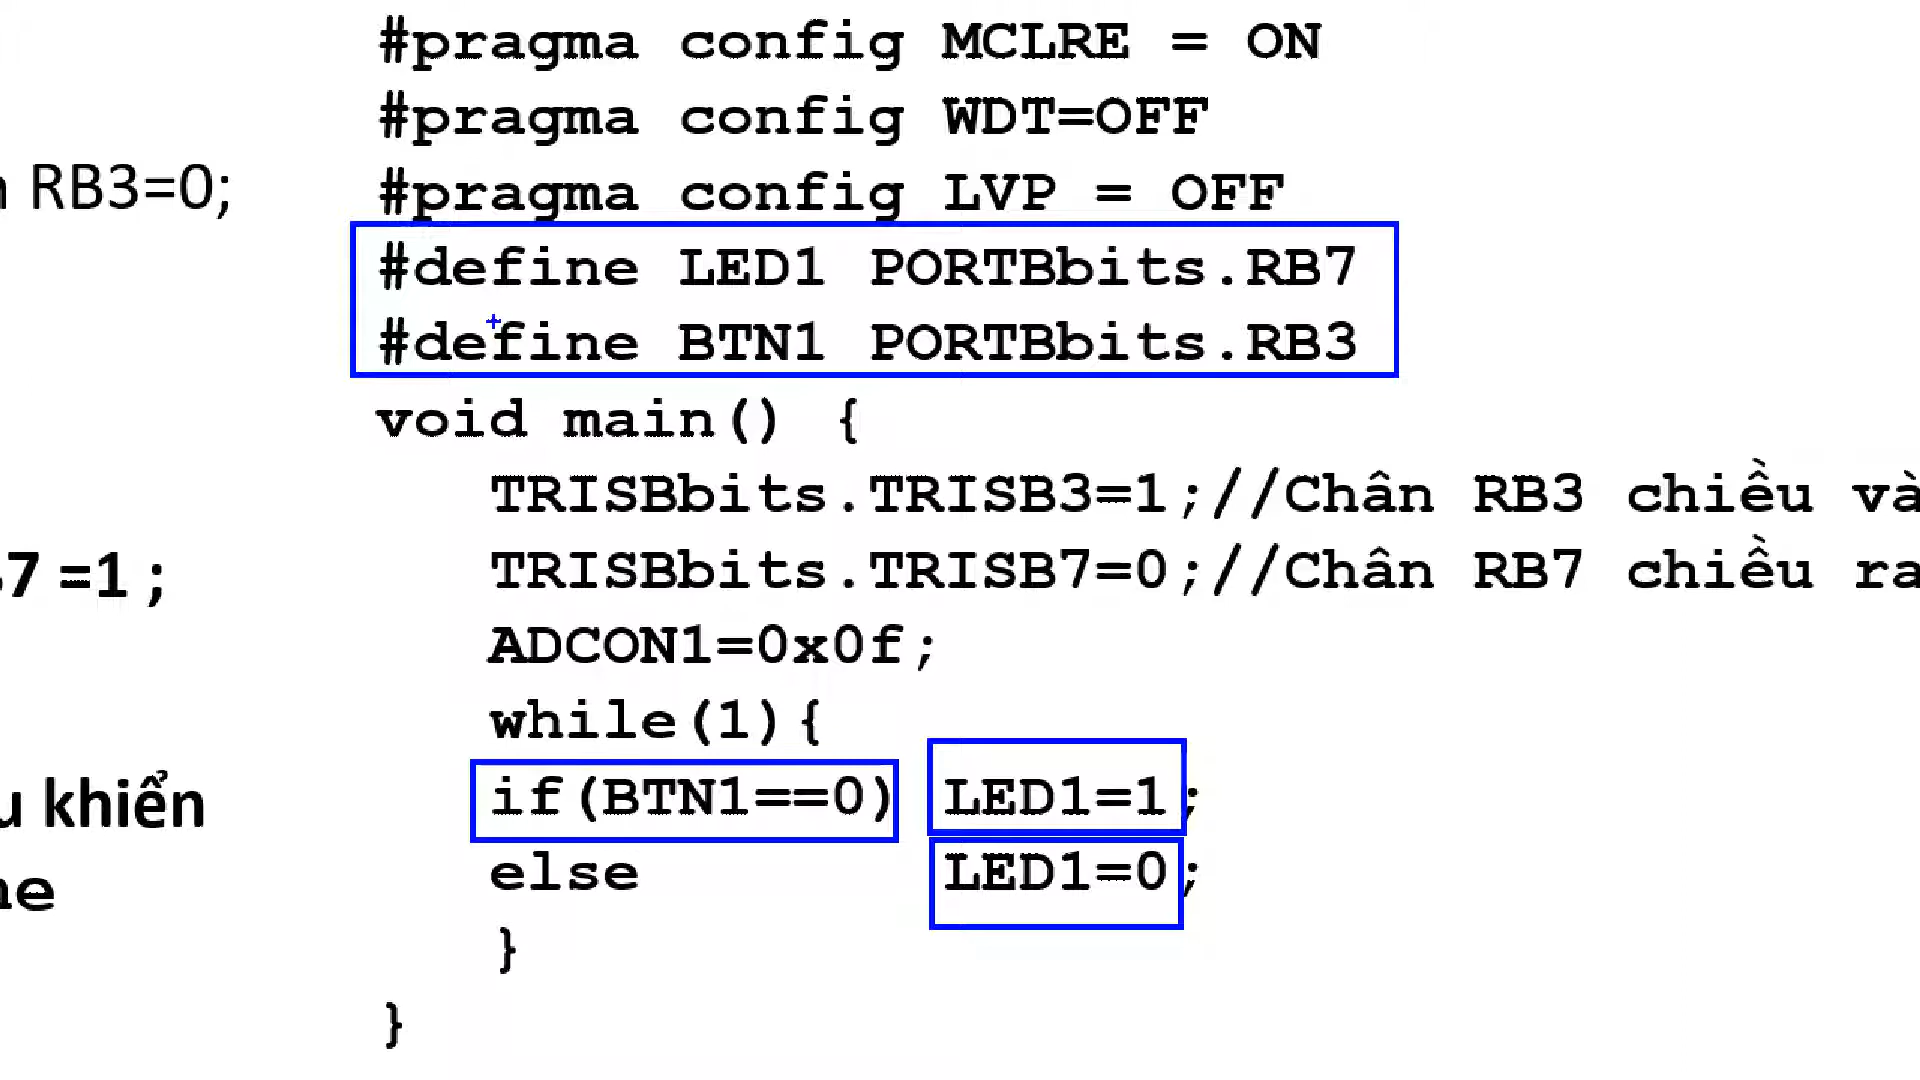 #pragma config MCLRE = ON
#pragma config WDT=OFF
RB3=0;
#pragma config LVP = OFF
#define LED1 PORTBbits.RB7
#define BTN1 PORTBbits.RB3
void main() {
TRISBbits.TRISB3=1;//Chân RB3 chiều
7 =1 ;
TRISBbits.TRISB7=0;//Chân RB7 chiều ra
ADCON1=0x0f;
while(1){
khiển
if(BTN1==0) LED1=1;
else LED1=0;
}
}